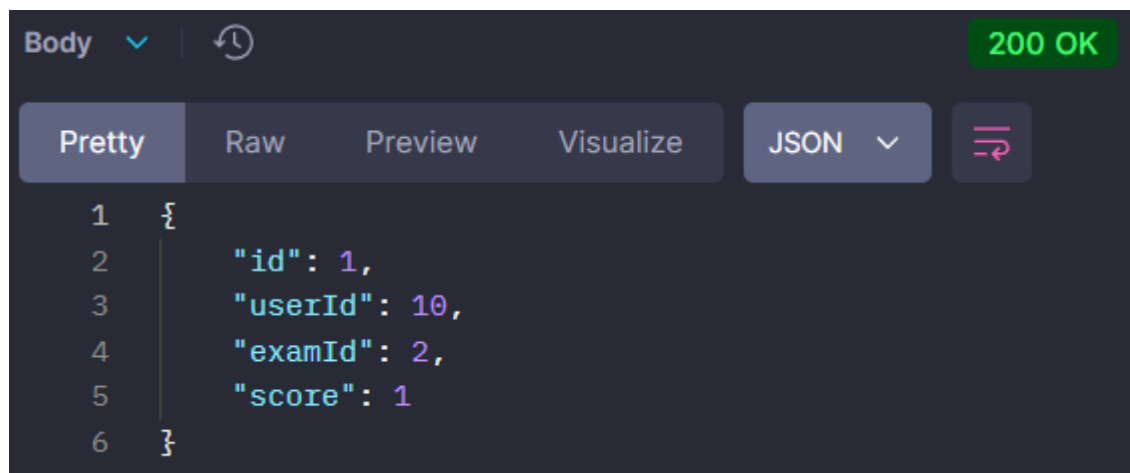 Body
200 OK
Pretty Raw Preview Visualize JSON
1 {
2 "id": 1,
3 "userId": 10,
4 "examId": 2,
5 "score": 1
6 }